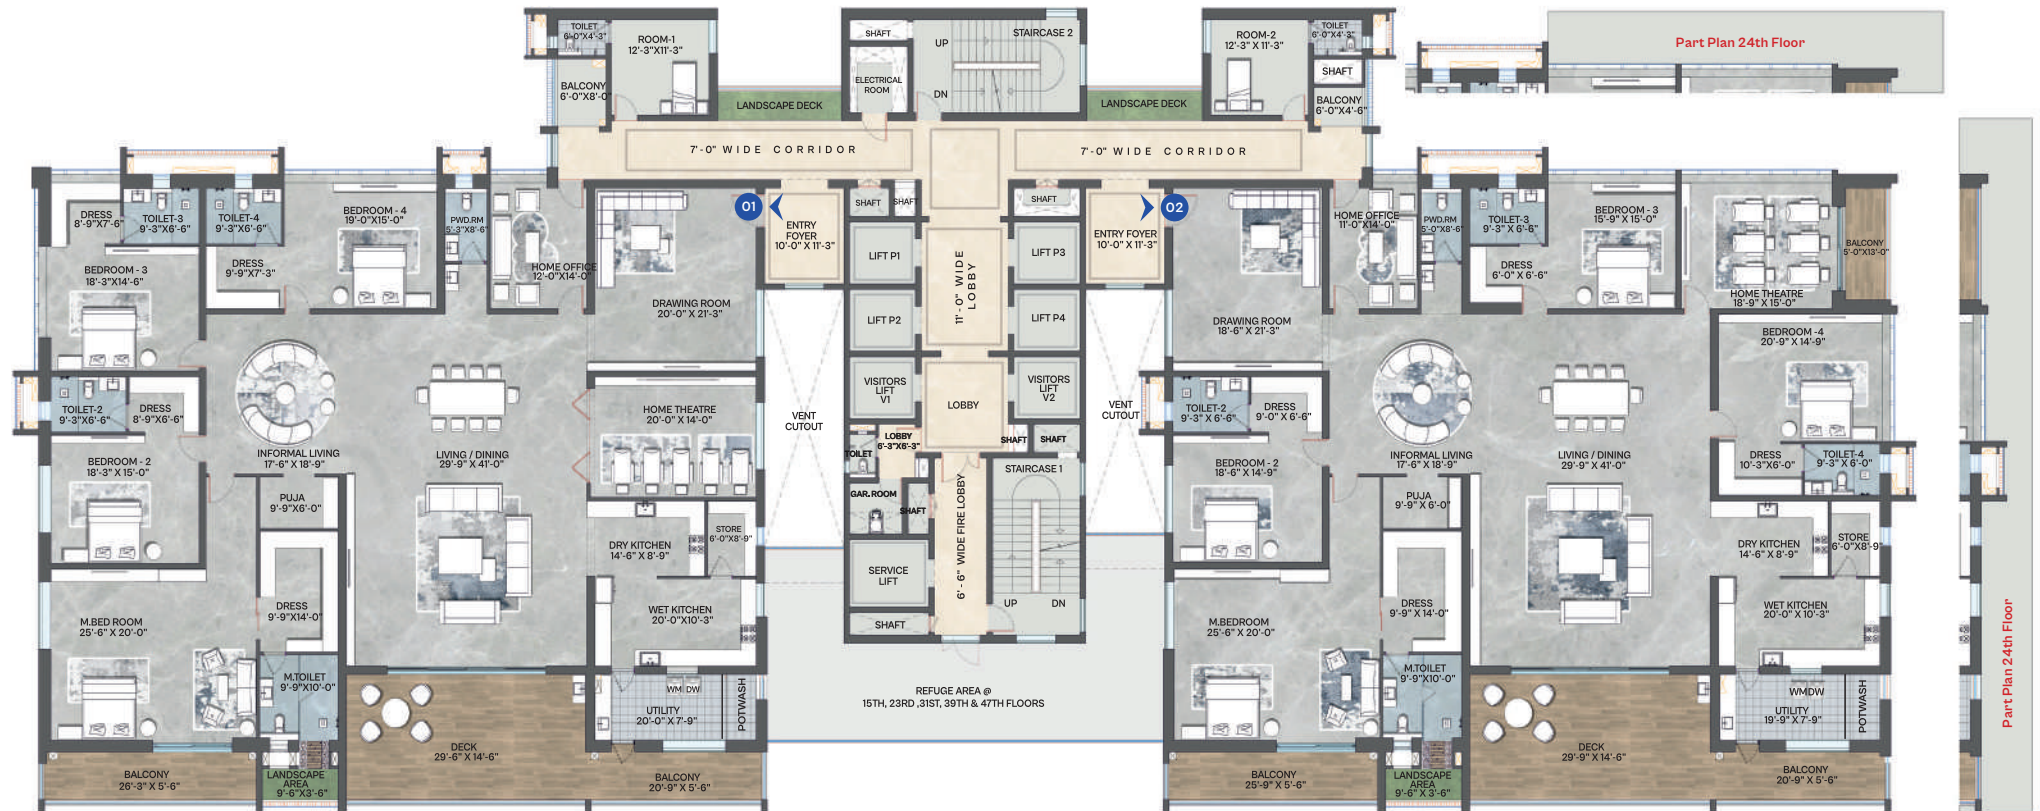 TOILET
6'-0"X4'-3"
ROOM-1
12'-3"X11'-3"
BALCONY
6'-0"X8'-0"
LANDSCAPE DECK
SHAFT
ELECTRICAL
ROOM
UP
DN
STAIRCASE 2
LANDSCAPE DECK
ROOM-2
12'-3" X 11'-3"
TOILET
6'-0"X4'-3"
SHAFT
BALCONY
6'-0"X4'-6"
Part Plan 24th Floor
7'-0" WIDE CORRIDOR
7'-0" WIDE CORRIDOR
DRESS
8'-9"X7'-6"
TOILET-3
9'-3"X6'-6"
TOILET-4
9'-3"X6'-6"
BEDROOM - 4
19'-0"X15'-0"
PWD.RM
5'-3"X8'-6"
HOME OFFICE
12'-0"X14'-0"
01
ENTRY
FOYER
10'-0" X 11'-3"
SHAFT
SHAFT
SHAFT
ENTRY FOYER
10'-0" X 11'-3"
02
HOME OFFICE
11'-0"X14'-0"
PWD.RM
5'-0"X8'-6"
TOILET-3
9'-3" X 6'-6"
BEDROOM - 3
15'-9" X 15'-0"
BALCONY
5'-0"X13'-0"
HOME THEATRE
18'-9" X 15'-0"
BEDROOM - 3
18'-3"X14'-6"
DRESS
9'-9"X7'-3"
DRAWING ROOM
20'-0" X 21'-3"
LIFT P1
LIFT P2
11'-0" WIDE
LOBBY
LIFT P3
LIFT P4
DRESS
6'-0" X 6'-6"
DRAWING ROOM
18'-6" X 21'-3"
BEDROOM -4
20'-9" X 14'-9"
TOILET-2
9'-3"X6'-6"
DRESS
8'-9"X6'-6"
HOME THEATRE
20'-0" X 14'-0"
VENT
CUTOUT
VISITORS
LIFT
V1
LOBBY
VISITORS
LIFT
V2
VENT
CUTOUT
TOILET-2
9'-3" X 6'-6"
DRESS
9'-0" X 6'-6"
BEDROOM - 2
18'-3" X 15'-0"
INFORMAL LIVING
17'-6" X 18'-9"
LIVING / DINING
29'-9" X 41'-0"
LOBBY
6'-3"X6'-3"
TOILET
SHAFT
SHAFT
STAIRCASE 1
BEDROOM - 2
18'-6" X 14'-9"
INFORMAL LIVING
17'-6" X 18'-9"
LIVING / DINING
29'-9" X 41'-0"
DRESS
10'-3"X6'-0"
TOILET-4
9'-3" X 6'-0"
PUJA
9'-9"X6'-0"
GAR.ROOM
SHAFT
6'-6" WIDE FIRE LOBBY
PUJA
9'-9" X 6'-0"
DRY KITCHEN
14'-6" X 8'-9"
STORE
6'-0"X8'-9"
DRY KITCHEN
14'-6" X 8'-9"
STORE
6'-0"X8'-9"
SERVICE
LIFT
UP
DN
SHAFT
M.BED ROOM
25'-6" X 20'-0"
DRESS
9'-9"X14'-0"
WET KITCHEN
20'-0"X10'-3"
M.BEDROOM
25'-6" X 20'-0"
DRESS
9'-9" X 14'-0"
WET KITCHEN
20'-0" X 10'-3"
Part Plan 24th Floor
M.TOILET
9'-9"X10'-0"
WM DW
UTILITY
20'-0" X 7'-9"
POTWASH
REFUGE AREA @
15TH, 23RD ,31ST, 39TH & 47TH FLOORS
M.TOILET
9'-9"X10'-0"
WMDW
UTILITY
19'-9" X 7'-9"
POTWASH
BALCONY
26'-3" X 5'-6"
LANDSCAPE
AREA
9'-6"X3'-6"
DECK
29'-6" X 14'-6"
BALCONY
20'-9" X 5'-6"
BALCONY
25'-9" X 5'-6"
LANDSCAPE
AREA
9'-6" X 3'-6"
DECK
29'-9" X 14'-6"
BALCONY
20'-9" X 5'-6"